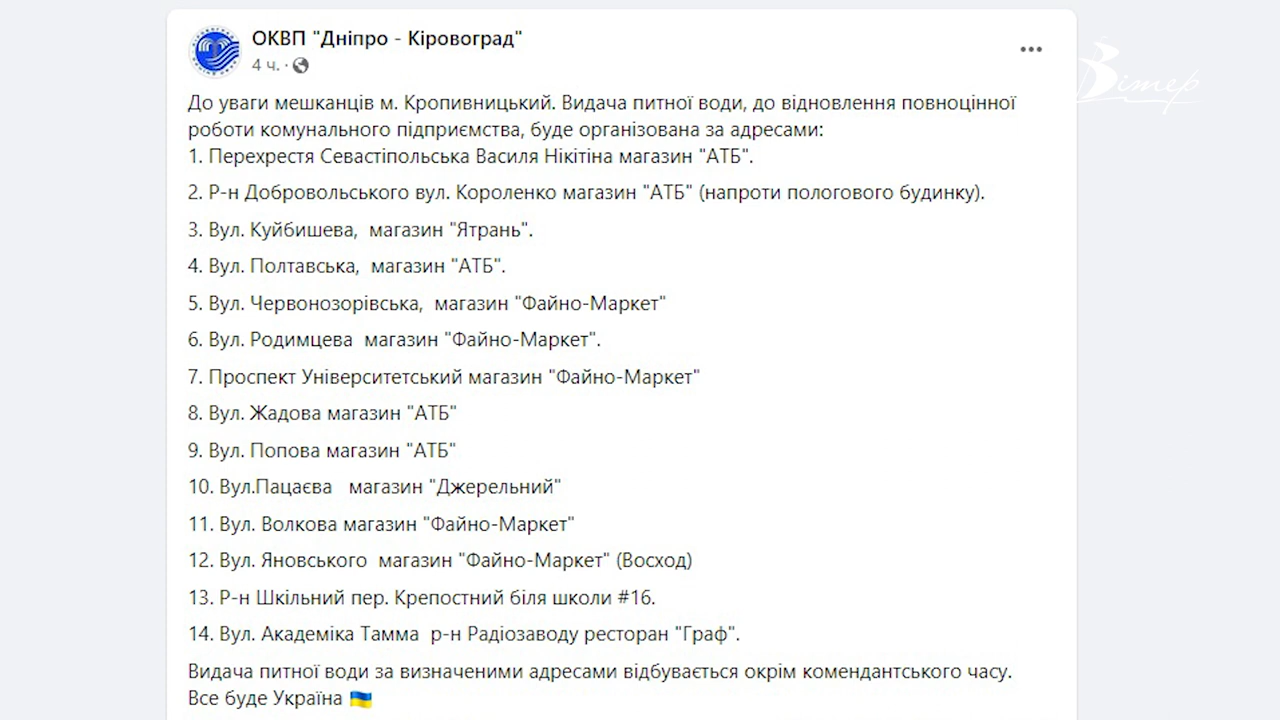 ОКВП "Дніпро - Кіровоград"
4 ч. ·
Вітер
До уваги мешканців м. Кропивницький. Видача питної води, до відновлення повноцінної
роботи комунального підприємства, буде організована за адресами:
1. Перехрестя Севастіпольська Василя Нікітіна магазин "АТБ".
2. Р-н Добровольського вул. Короленко магазин "АТБ" (напроти пологового будинку).
3. Вул. Куйбишева,  магазин "Ятрань".
4. Вул. Полтавська,  магазин "АТБ".
5. Вул. Червонозорівська,  магазин "Файно-Маркет"
6. Вул. Родимцева  магазин "Файно-Маркет".
7. Проспект Університетський магазин "Файно-Маркет"
8. Вул. Жадова магазин "АТБ"
9. Вул. Попова магазин "АТБ"
10. Вул.Пацаєва   магазин "Джерельний"
11. Вул. Волкова магазин "Файно-Маркет"
12. Вул. Яновського  магазин "Файно-Маркет" (Восход)
13. Р-н Шкільний пер. Крепостний біля школи #16.
14. Вул. Академіка Тамма  р-н Радіозаводу ресторан "Граф".
Видача питної води за визначеними адресами відбувається окрім комендантського часу.
Все буде Україна 🇺🇦